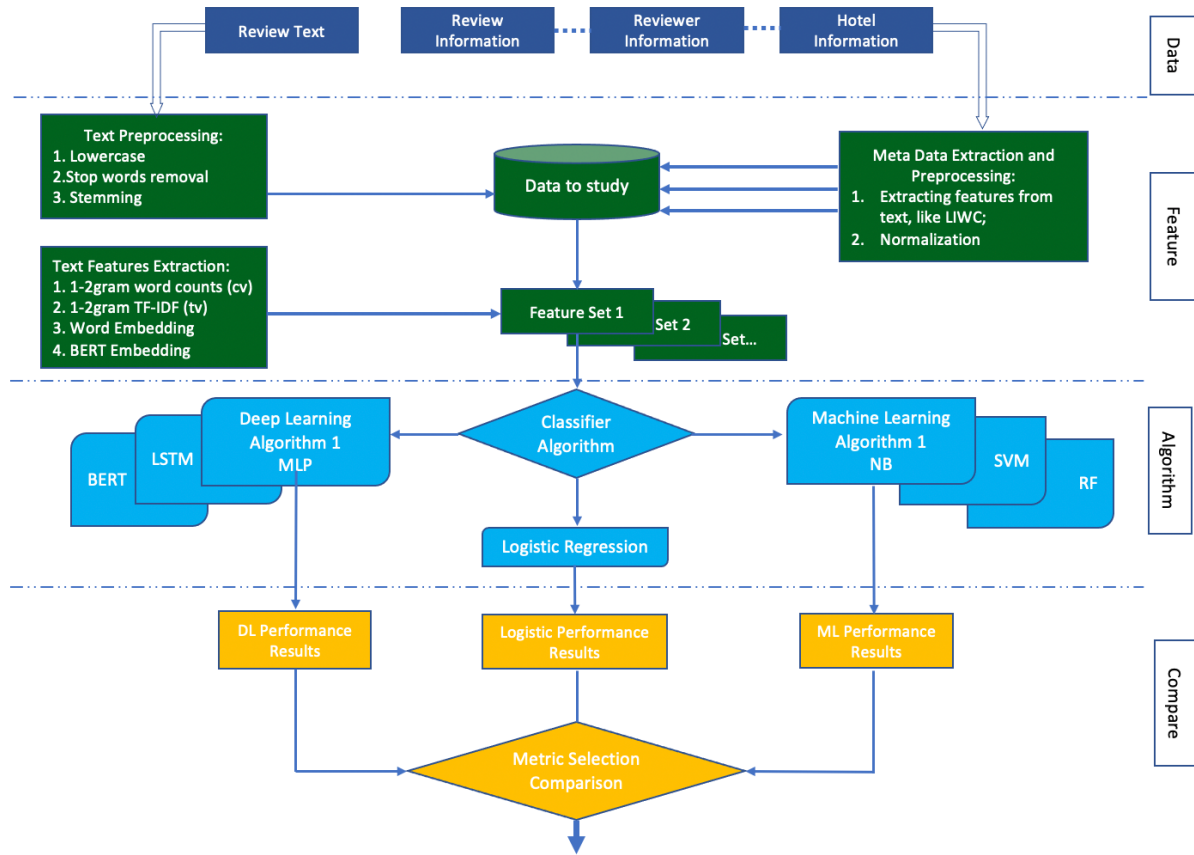 Review Text
Review
Information
Reviewer
Information
Hotel
Information
Data
Text Preprocessing:
1. Lowercase
2.Stop words removal
3. Stemming
Data to study
Meta Data Extraction and
Preprocessing:
1. Extracting features from
text, like LIWC;
2. Normalization
Feature
Text Features Extraction:
1. 1-2gram word counts (cv)
2. 1-2gram TF-IDF (tv)
3. Word Embedding
4. BERT Embedding
Feature Set 1
Set 2
Set...
Deep Learning
Algorithm 1
MLP
LSTM
BERT
Classifier
Algorithm
Machine Learning
Algorithm 1
NB
SVM
RF
Algorithm
Logistic Regression
DL Performance
Results
Logistic Performance
Results
ML Performance
Results
Compare
Metric Selection
Comparison